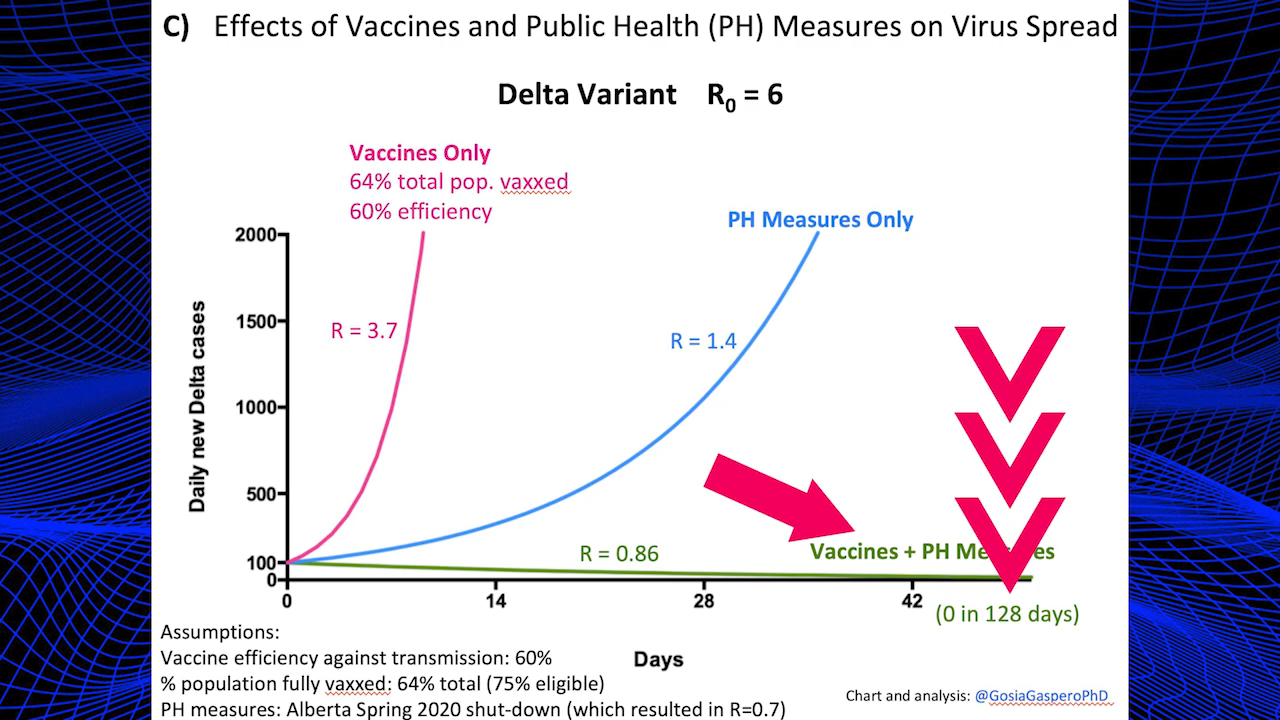 C) Effects of Vaccines and Public Health (PH) Measures on Virus Spread
Delta Variant R0 = 6
Vaccines Only
64% total pop. vaxxed
60% efficiency
PH Measures Only
2000
1500
1000
500
100
0
Daily new Delta cases
R = 3.7
R = 1.4
R = 0.86
Vaccines + PH Me es
0
14
28
42
(0 in 128 days)
Days
Assumptions:
Vaccine efficiency against transmission: 60%
% population fully vaxxed: 64% total (75% eligible)
PH measures: Alberta Spring 2020 shut-down (which resulted in R=0.7)
Chart and analysis: @GosiaGasperoPhD